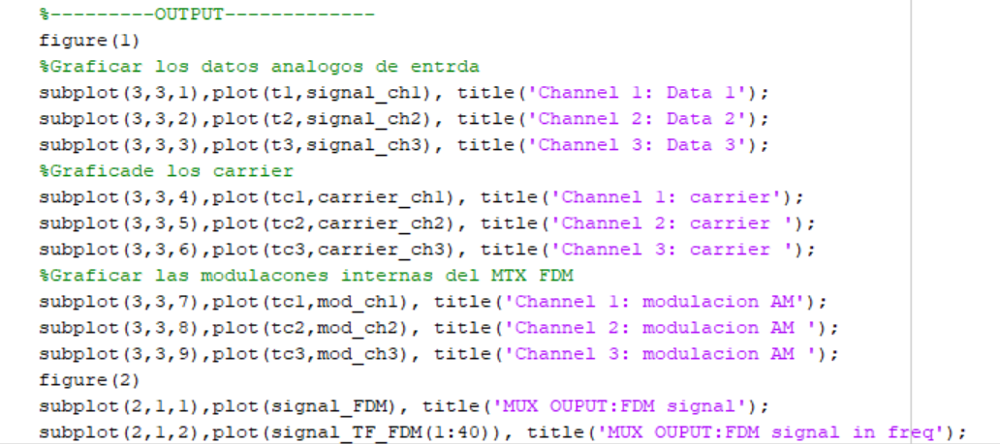 %---------OUTPUT-------------
figure(1)
%Graficar los datos analogos de entrda
subplot(3,3,1),plot(t1,signal_ch1), title('Channel 1: Data 1');
subplot(3,3,2),plot(t2,signal_ch2), title('Channel 2: Data 2');
subplot(3,3,3),plot(t3,signal_ch3), title('Channel 3: Data 3');
%Graficade los carrier
subplot(3,3,4),plot(tc1,carrier_ch1), title('Channel 1: carrier');
subplot(3,3,5),plot(tc2,carrier_ch2), title('Channel 2: carrier ');
subplot(3,3,6),plot(tc3,carrier_ch3), title('Channel 3: carrier ');
%Graficar las modulacones internas del MTX FDM
subplot(3,3,7),plot(tc1,mod_ch1), title('Channel 1: modulacion AM');
subplot(3,3,8),plot(tc2,mod_ch2), title('Channel 2: modulacion AM ');
subplot(3,3,9),plot(tc3,mod_ch3), title('Channel 3: modulacion AM ');
figure(2)
subplot(2,1,1),plot(signal_FDM), title('MUX OUPUT:FDM signal');
subplot(2,1,2),plot(signal_TF_FDM(1:40)), title('MUX OUPUT:FDM signal in freq');